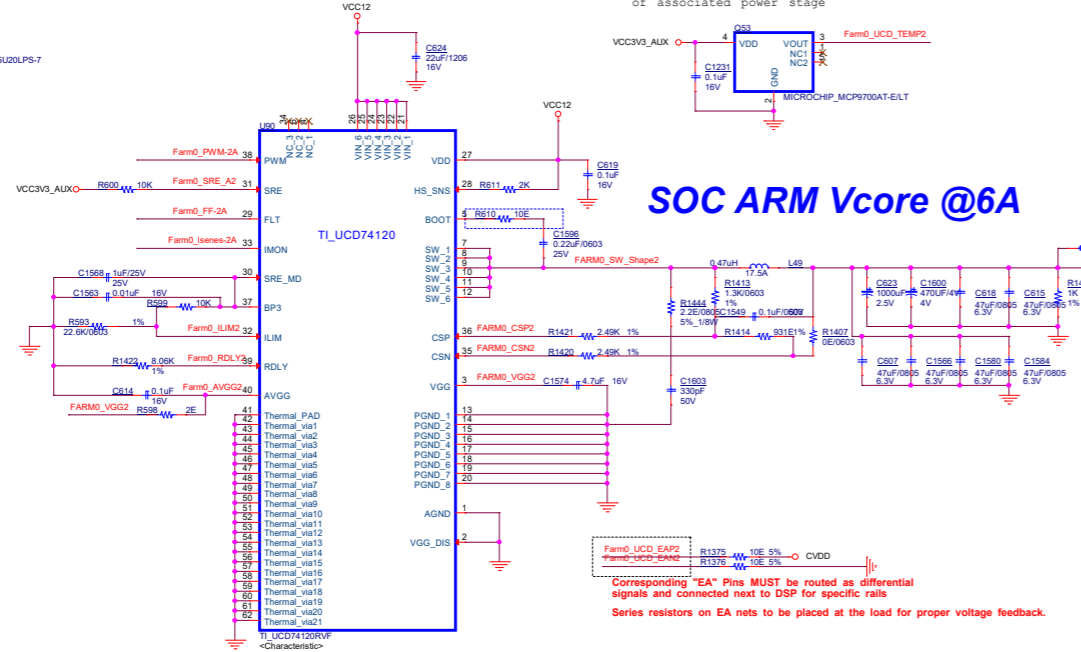 of associated power stage
5U20LPS-7
VCC12
C624
22uF/1206
16V
VCC3V3_AUX
Q53
4 VDD VOUT 3 Farm0_UCD_TEMP2
NC1
NC2
GND
2
C1231
0.1uF
16V
MICROCHIP_MCP9700AT-E/LT
VCC12
U90
NC_3 NC_2 NC_1
26 25 24 23 22 21
VIN_6 VIN_5 VIN_4 VIN_3 VIN_2 VIN_1
TI_UCD74120
Farm0_PWM-2A 38 PWM
VCC3V3_AUX R600 10K Farm0_SRE_A2 31 SRE
Farm0_FF-2A 29 FLT
Farm0_Isenes-2A 33 IMON
C1568 1uF/25V 30 SRE_MD
25V
C1563 0.01uF 16V
R599 10K 37 BP3
R593 1% Farm0_ILIM2 32 ILIM
22.6K/0603
R1422 8.06K Farm0_RDLY2 39 RDLY
1%
C614 0.1uF Farm0_AVGG2 40 AVGG
16V
FARM0_VGG2 R598 2E
41 Thermal_PAD
42 Thermal_via1
43 Thermal_via2
44 Thermal_via3
45 Thermal_via4
46 Thermal_via5
47 Thermal_via6
48 Thermal_via7
49 Thermal_via8
50 Thermal_via9
51 Thermal_via10
52 Thermal_via11
53 Thermal_via12
54 Thermal_via13
55 Thermal_via14
56 Thermal_via15
57 Thermal_via16
58 Thermal_via17
59 Thermal_via18
60 Thermal_via19
61 Thermal_via20
62 Thermal_via21
TI_UCD74120RVF
<Characteristic>
VDD 27
C619
0.1uF
16V
HS_SNS 28 R611 2K
BOOT 5 R610 10E
C1596
0.22uF/0603
25V
SW_1 7
SW_2 8
SW_3 9
SW_4 10
SW_5 11
SW_6 12
FARM0_SW_Shape2
0.47uH L49
17.5A
CSP 36 FARM0_CSP2 R1421 2.49K 1%
CSN 35 FARM0_CSN2 R1420 2.49K 1%
VGG 3 FARM0_VGG2 C1574 4.7uF 16V
PGND_1 13
PGND_2 14
PGND_3 15
PGND_4 16
PGND_5 17
PGND_6 18
PGND_7 19
PGND_8 20
AGND 1
VGG_DIS 2
SOC ARM Vcore @6A
R1444
2.2E/0805
5%_1/8W
R1413
1.3K/0603
1%
C1549 0.1uF/0603
R1414 931E1%
R1407
0E/0603
C1603
330pF
50V
C623
1000uF
2.5V
C1600
470UF/4V
4V
C618
47uF/0805
6.3V
C615
47uF/0805
6.3V
1K
1%
C607
47uF/0805
6.3V
C1566
47uF/0805
6.3V
C1580
47uF/0805
6.3V
C1584
47uF/0805
6.3V
Farm0_UCD_EAP2 R1375 10E 5% CVDD
Farm0_UCD_EAN2 R1376 10E 5%
Corresponding "EA" Pins MUST be routed as differential
signals and connected next to DSP for specific rails
Series resistors on EA nets to be placed at the load for proper voltage feedback.